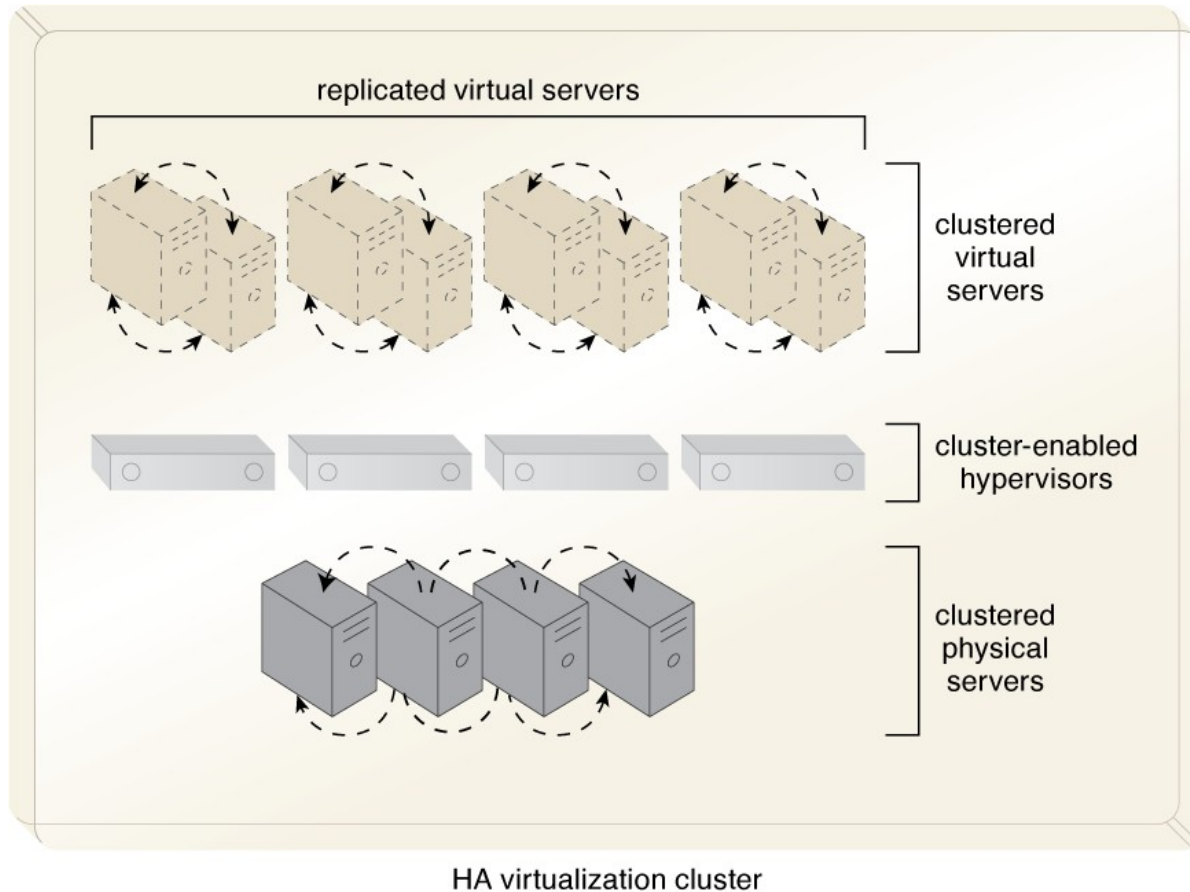 replicated virtual servers
clustered
virtual
servers
cluster-enabled
hypervisors
clustered
physical
servers
HA virtualization cluster